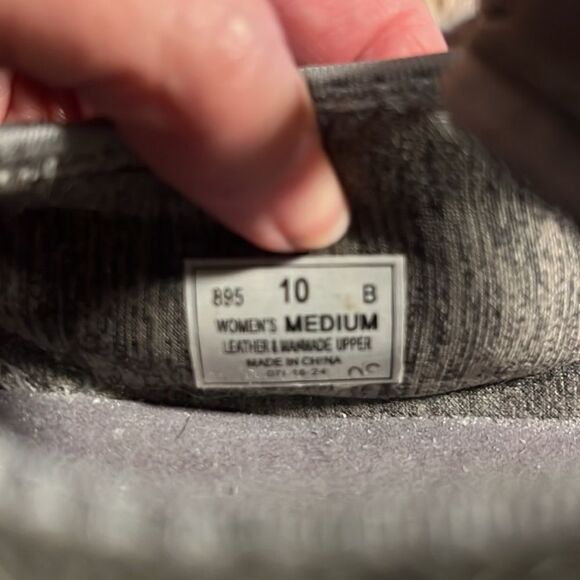 895 10 B
WOMEN'S MEDIUM
LEATHER & MANMADE UPPER
MADE IN CHINA